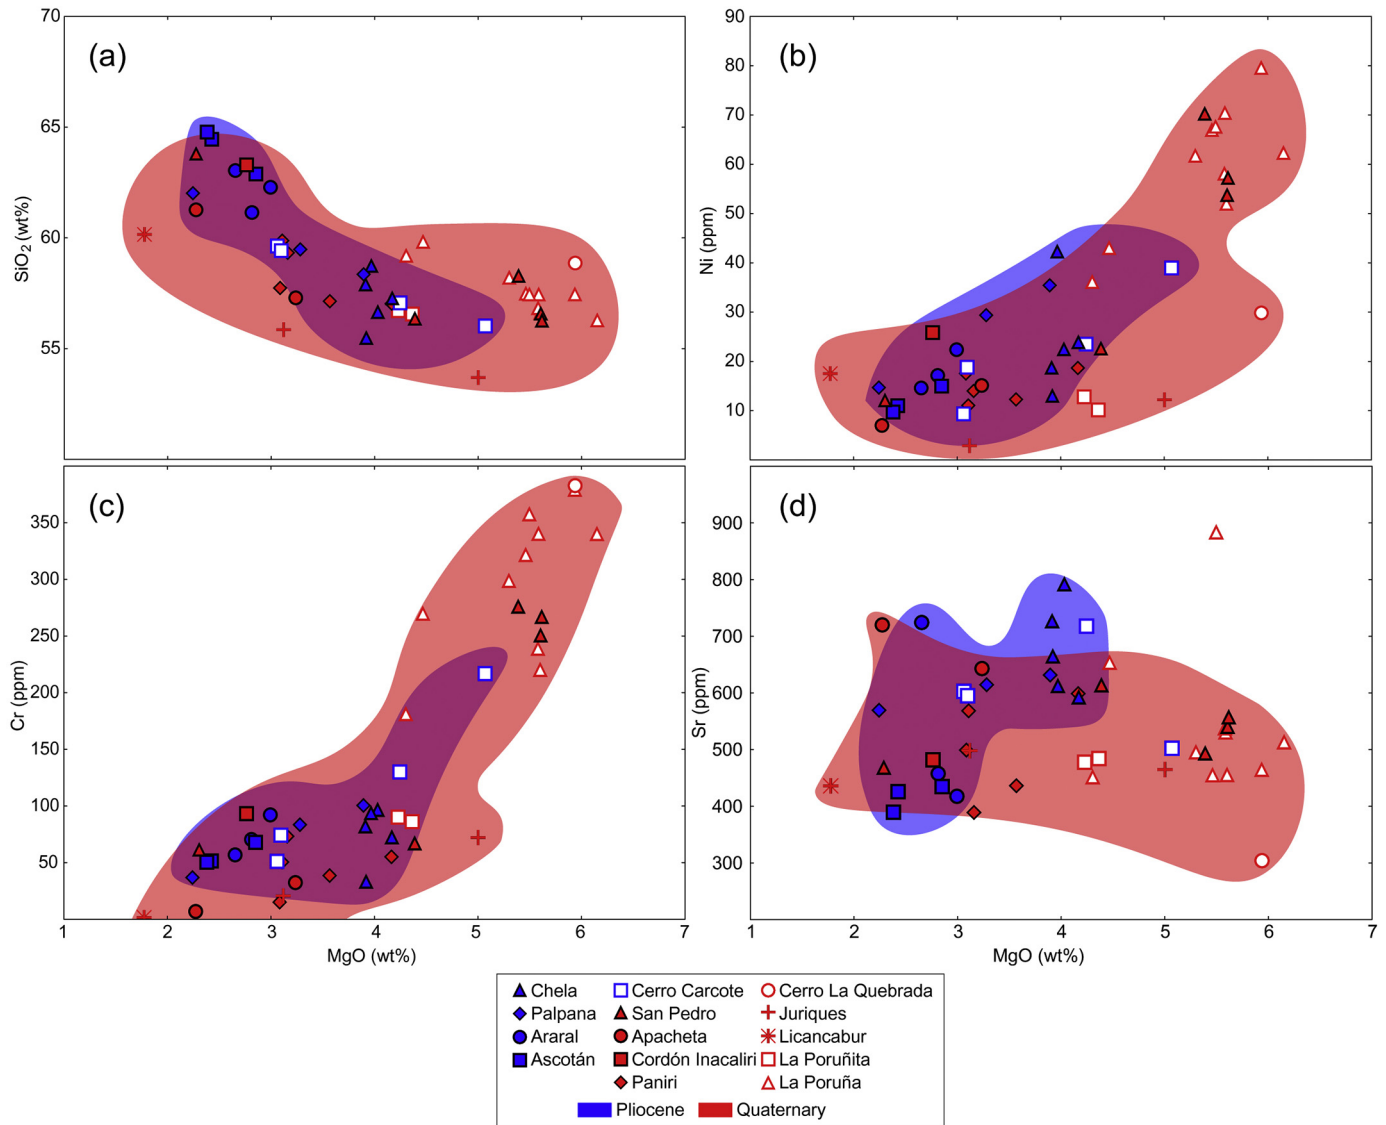 (a)
70
65
60
55
SiO2 (wt%)
(b)
90
80
70
60
50
40
30
20
10
Ni (ppm)
(c)
350
300
250
200
150
100
50
Cr (ppm)
1 2 3 4 5 6 7
MgO (wt%)
(d)
900
800
700
600
500
400
300
Sr (ppm)
1 2 3 4 5 6 7
MgO (wt%)
Chela Cerro Carcote Cerro La Quebrada
Palpana San Pedro Juriques
Araral Apacheta Licancabur
Ascotán Cordón Inacaliri La Poruñita
Paniri La Poruña
Pliocene Quaternary